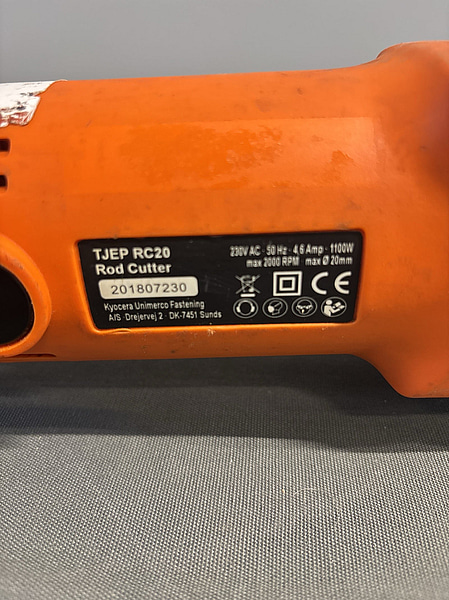 TJEP RC20
Rod Cutter
201807230
Kyocera Unimerco Fastening
A/S · Drejervej 2 · DK-7451 Sunds
230V AC · 50 Hz · 4,6 Amp · 1100W
max 2000 RPM max Ø 20mm
CE